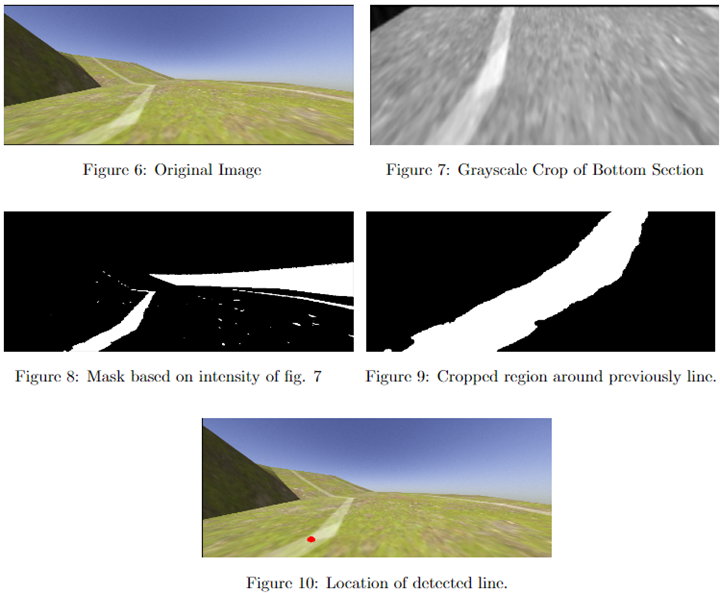 Figure 6: Original Image
Figure 7: Grayscale Crop of Bottom Section
Figure 8: Mask based on intensity of fig. 7
Figure 9: Cropped region around previously line.
Figure 10: Location of detected line.